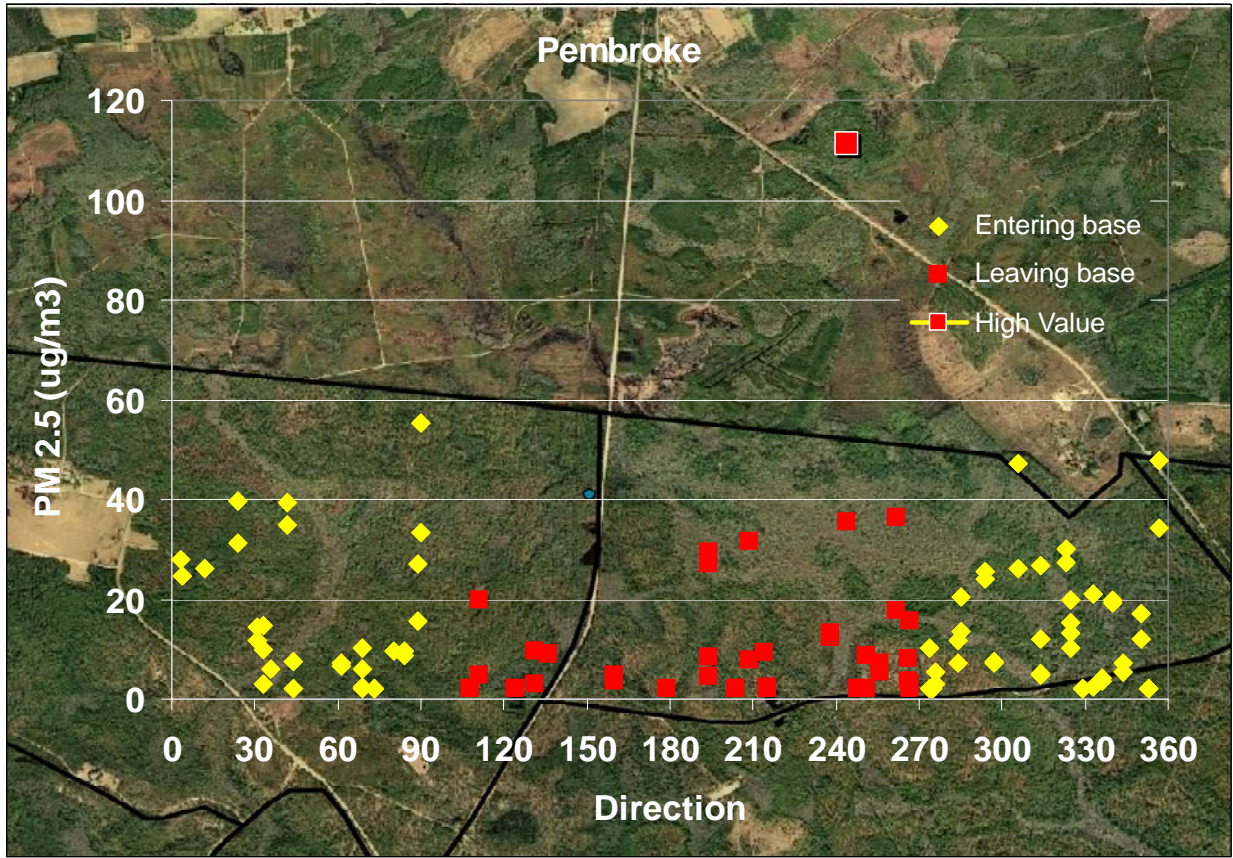 Pembroke
120
100
80
60
40
20
0
PM 2.5 (ug/m3)
Entering base
Leaving base
High Value
0 30 60 90 120 150 180 210 240 270 300 330 360
Direction